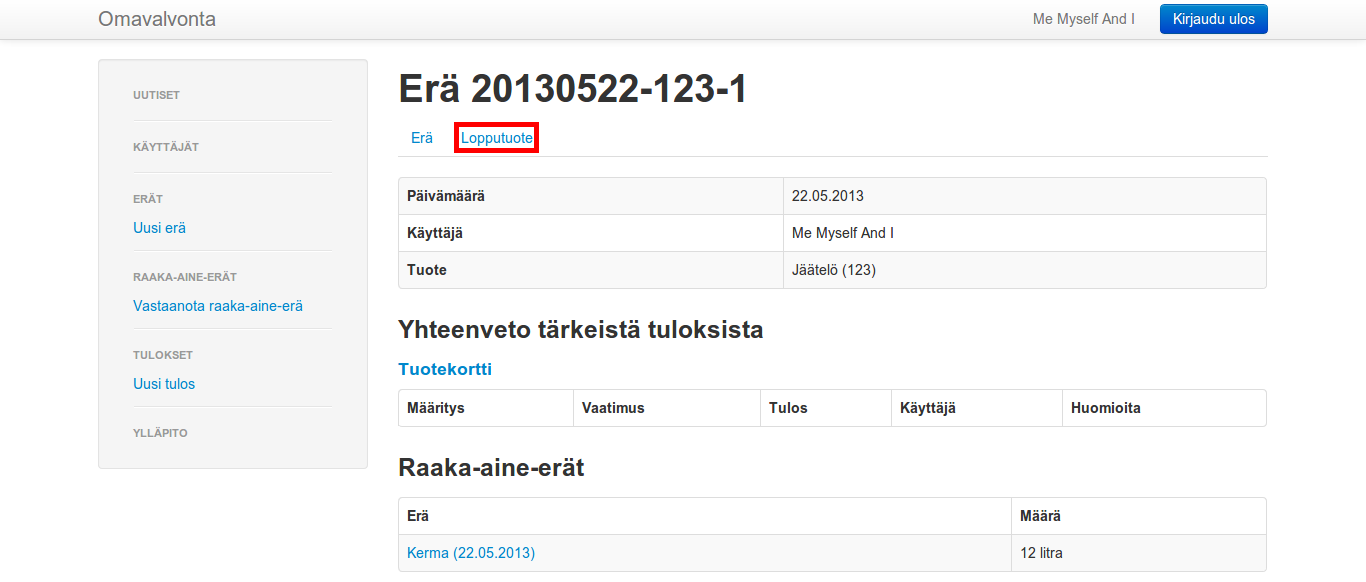 Omavalvonta Me Myself And I Kirjaudu ulos
UUTISET
KÄYTTÄJÄT
ERÄT
Uusi erä
RAAKA-AINE-ERÄT
Vastaanota raaka-aine-erä
TULOKSET
Uusi tulos
YLLÄPITO
Erä 20130522-123-1
Erä Lopputuote
Päivämäärä 22.05.2013
Käyttäjä Me Myself And I
Tuote Jäätelö (123)
Yhteenveto tärkeistä tuloksista
Tuotekortti
Määritys Vaatimus Tulos Käyttäjä Huomioita
Raaka-aine-erät
Erä Määrä
Kerma (22.05.2013) 12 litra